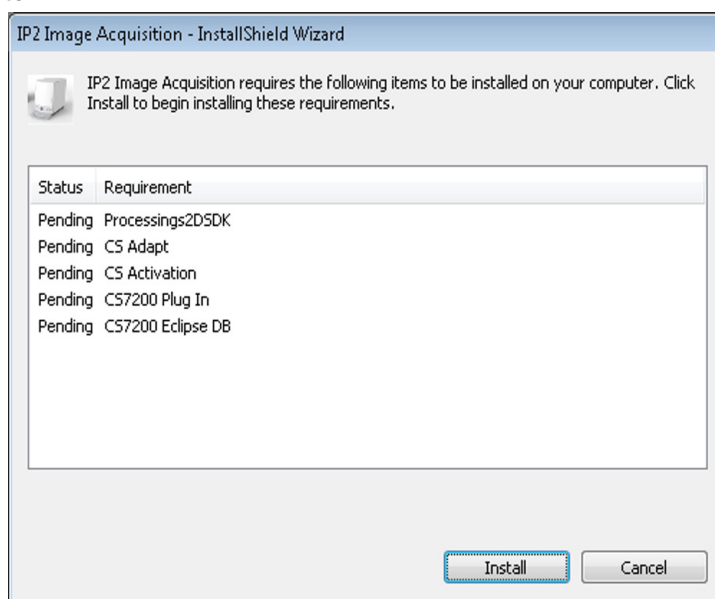 IP2 Image Acquisition - InstallShield Wizard
IP2 Image Acquisition requires the following items to be installed on your computer. Click
Install to begin installing these requirements.
Status Requirement
Pending Processings2DSDK
Pending CS Adapt
Pending CS Activation
Pending CS7200 Plug In
Pending CS7200 Eclipse DB
Install Cancel